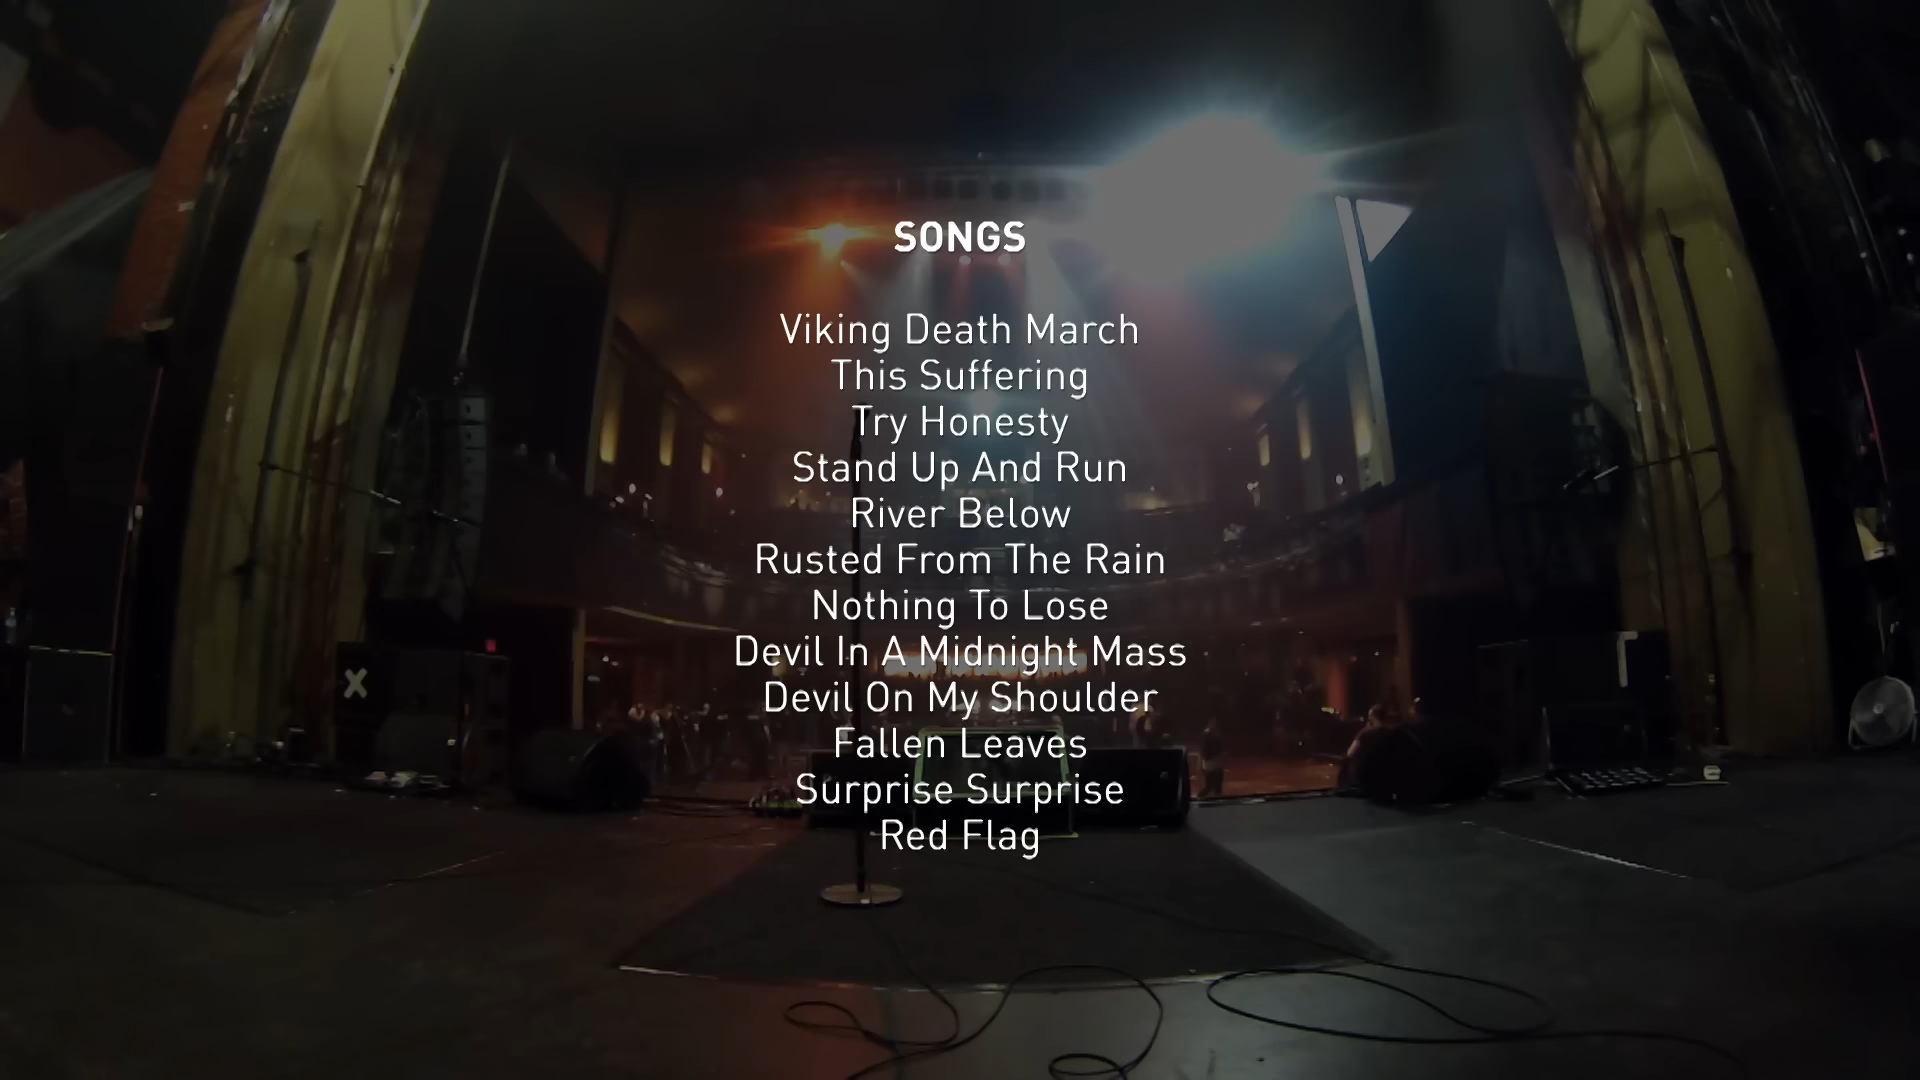 SONGS
Viking Death March
This Suffering
Try Honesty
Stand Up And Run
River Below
Rusted From The Rain
Nothing To Lose
Devil In A Midnight Mass
Devil On My Shoulder
Fallen Leaves
Surprise Surprise
Red Flag